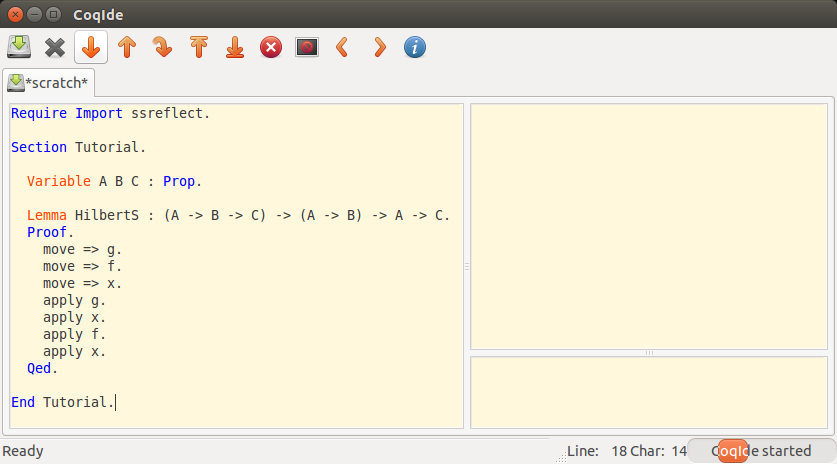 CoqIde
*scratch*
Require Import ssreflect.
Section Tutorial.
Variable A B C : Prop.
Lemma HilbertS : (A -> B -> C) -> (A -> B) -> A -> C.
Proof.
move => g.
move => f.
move => x.
apply g.
apply x.
apply f.
apply x.
Qed.
End Tutorial.
Ready
Line: 18 Char: 14
CoqIde started